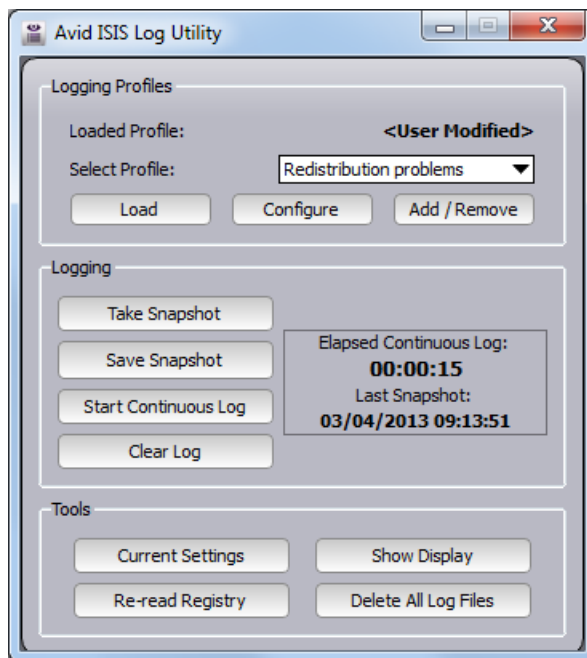 Avid ISIS Log Utility
Logging Profiles
Loaded Profile: <User Modified>
Select Profile: Redistribution problems
Load Configure Add / Remove
Logging
Take Snapshot
Save Snapshot
Start Continuous Log
Clear Log
Elapsed Continuous Log:
00:00:15
Last Snapshot:
03/04/2013 09:13:51
Tools
Current Settings Show Display
Re-read Registry Delete All Log Files